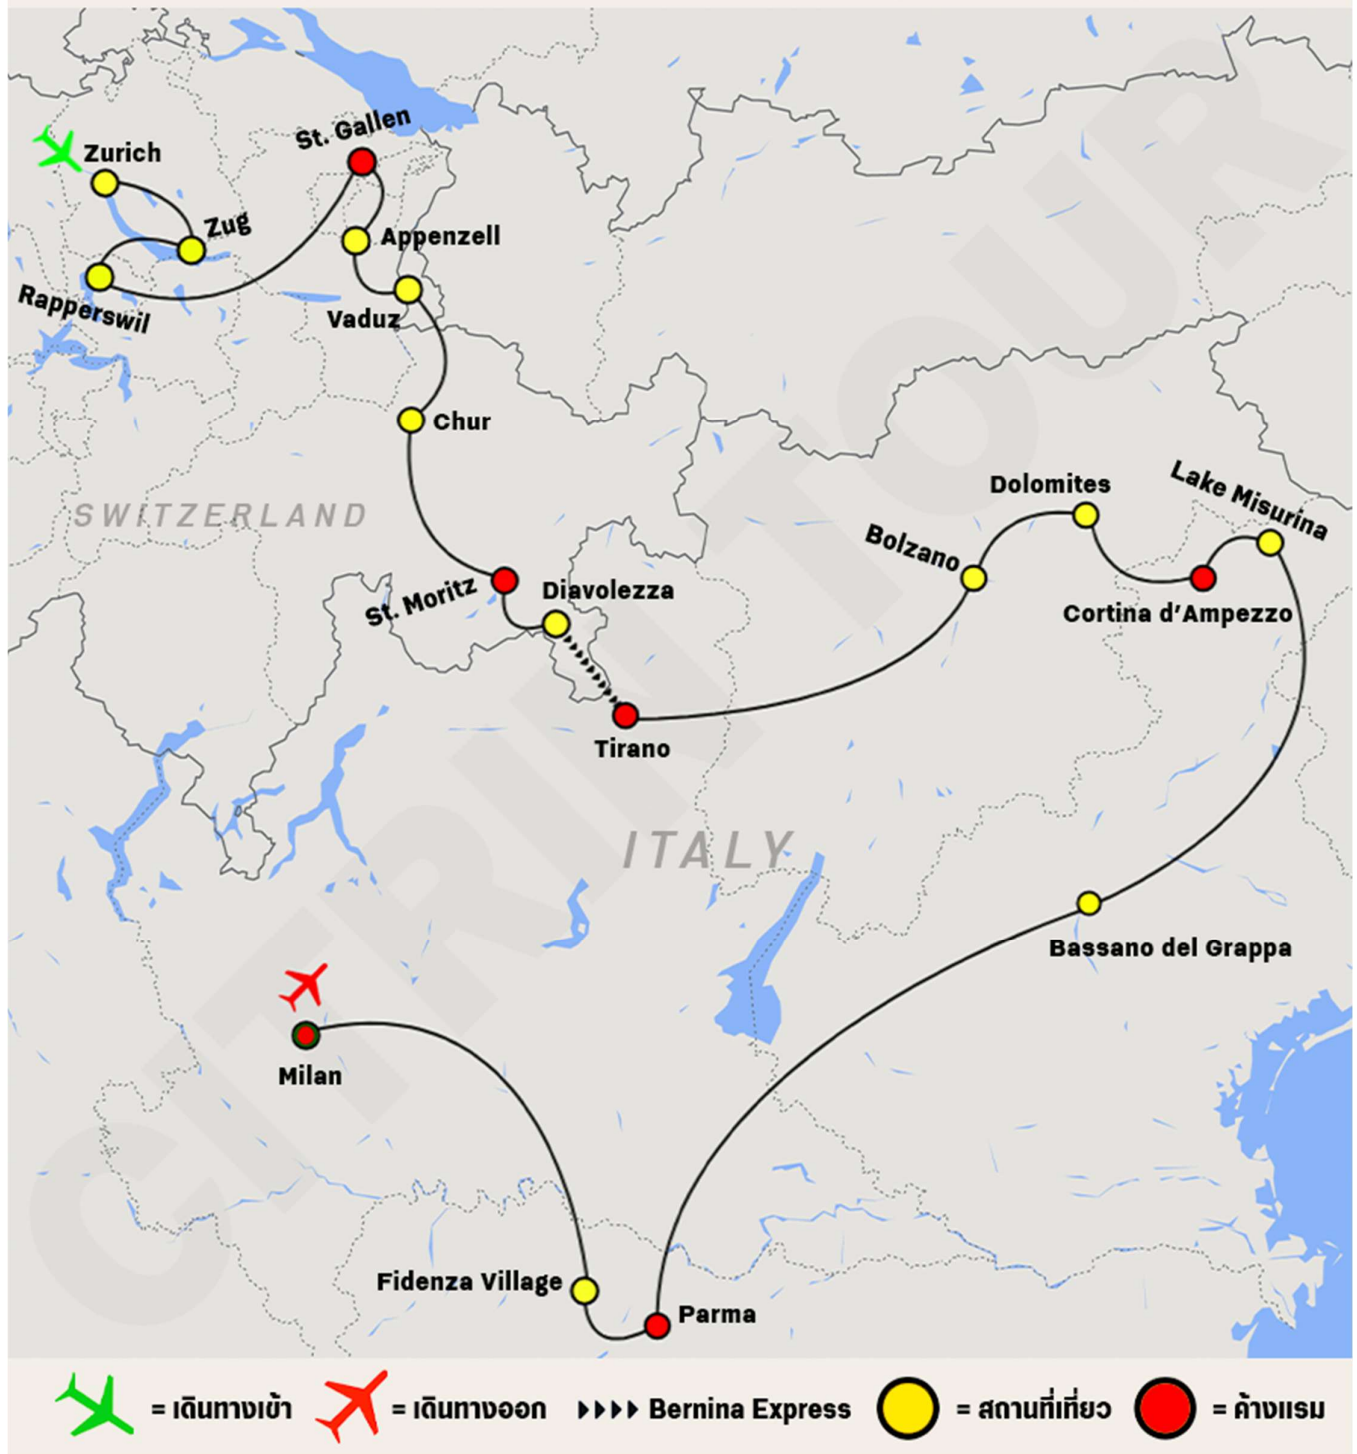 St. Gallen
Zurich
Zug
Appenzell
Rapperswil
Vaduz
Chur
SWITZERLAND
Dolomites
Lake Misurina
Bolzano
St. Moritz
Diavolezza
Cortina d'Ampezzo
Tirano
ITALY
Bassano del Grappa
Milan
Fidenza Village
Parma
CITRIN TOUR
= เดินทางเข้า = เดินทางออก Bernina Express = สถานที่เที่ยว = ค้างแรม